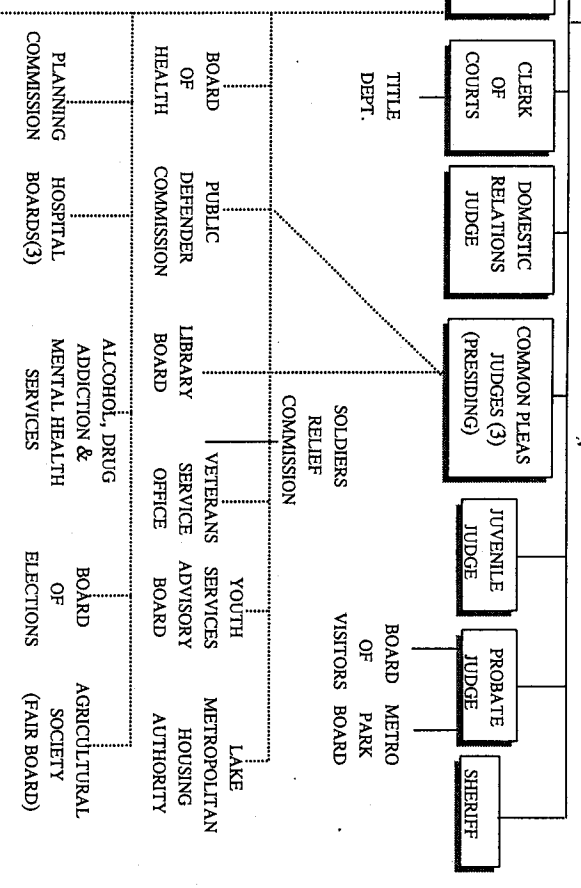 CLERK
OF
COURTS
DOMESTIC
RELATIONS
JUDGE
COMMON PLEAS
JUDGES (3)
(PRESIDING)
JUVENILE
JUDGE
PROBATE
JUDGE
SHERIFF
TITLE
DEPT.
BOARD
OF
VISITORS
METRO
PARK
BOARD
SOLDIERS
RELIEF
COMMISSION
BOARD
OF
HEALTH
PUBLIC
DEFENDER
COMMISSION
LIBRARY
BOARD
VETERANS
SERVICE
OFFICE
YOUTH
SERVICES
ADVISORY
BOARD
LAKE
METROPOLITAN
HOUSING
AUTHORITY
PLANNING
COMMISSION
HOSPITAL
BOARDS(3)
ALCOHOL, DRUG
ADDICTION &
MENTAL HEALTH
SERVICES
BOARD
OF
ELECTIONS
AGRICULTURAL
SOCIETY
(FAIR BOARD)